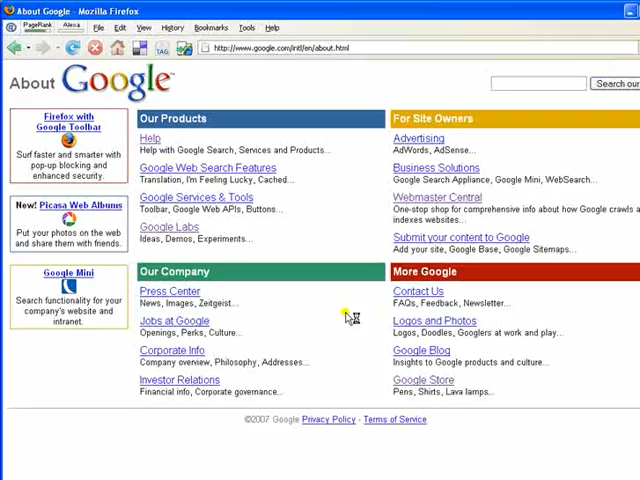 About Google - Mozilla Firefox
PageRank Alexa File Edit View History Bookmarks Tools Help
TAG http://www.google.com/intl/en/about.html
About Google™
Search our
Firefox with
Google Toolbar
Surf faster and smarter with
pop-up blocking and
enhanced security.
New! Picasa Web Albums
Put your photos on the web
and share them with friends.
Google Mini
Search functionality for your
company's website and
intranet.
Our Products
Help
Help with Google Search, Services and Products...
Google Web Search Features
Translation, I'm Feeling Lucky, Cached...
Google Services & Tools
Toolbar, Google Web APIs, Buttons...
Google Labs
Ideas, Demos, Experiments...
For Site Owners
Advertising
AdWords, AdSense...
Business Solutions
Google Search Appliance, Google Mini, WebSearch...
Webmaster Central
One-stop shop for comprehensive info about how Google crawls a
indexes websites...
Submit your content to Google
Add your site, Google Base, Google Sitemaps...
Our Company
Press Center
News, Images, Zeitgeist...
Jobs at Google
Openings, Perks, Culture...
Corporate Info
Company overview, Philosophy, Addresses...
Investor Relations
Financial info, Corporate governance...
More Google
Contact Us
FAQs, Feedback, Newsletter...
Logos and Photos
Logos, Doodles, Googlers at work and play...
Google Blog
Insights to Google products and culture...
Google Store
Pens, Shirts, Lava lamps...
©2007 Google Privacy Policy - Terms of Service